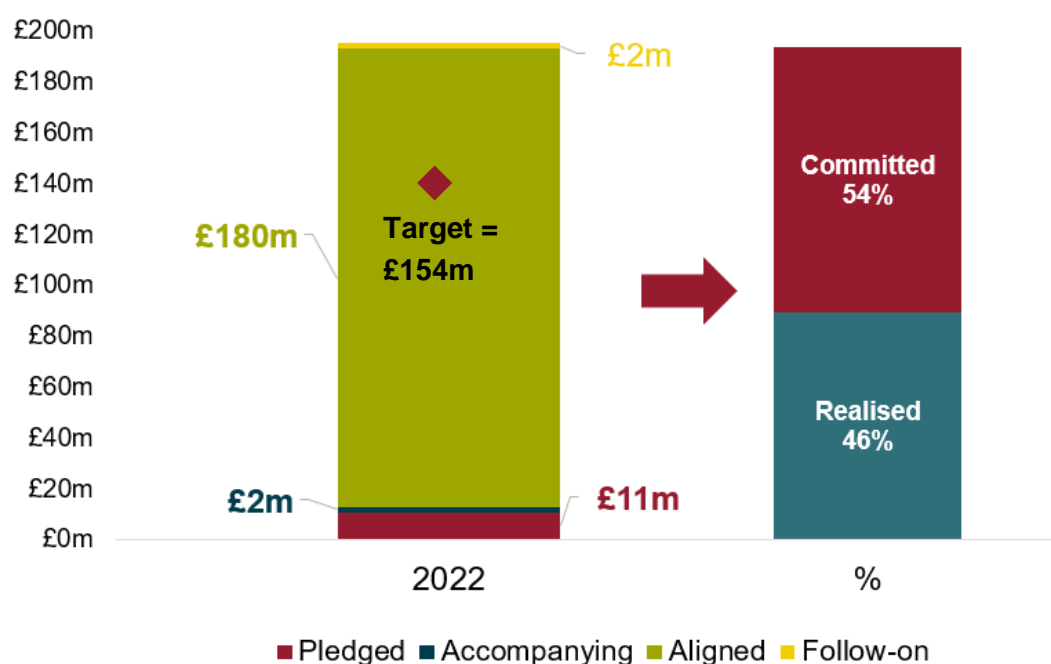 £200m
£180m
£160m
£140m
£120m
£100m
£80m
£60m
£40m
£20m
£0m
£2m
£180m
Target =
£154m
£2m
£11m
Committed
54%
Realised
46%
2022
%
Pledged Accompanying Aligned Follow-on